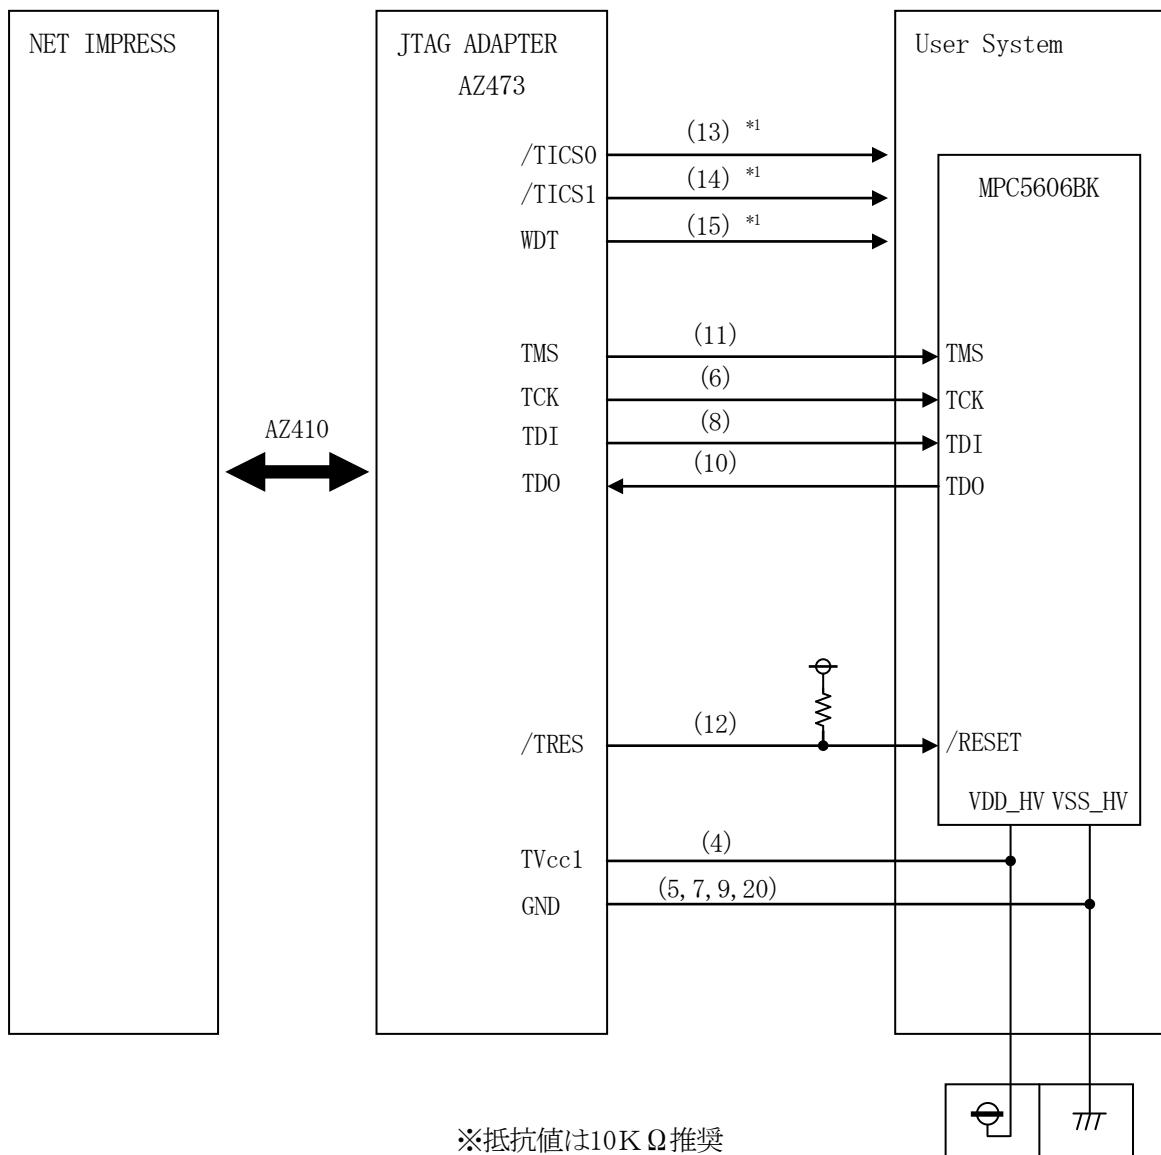 NET IMPRESS
JTAG ADAPTER
AZ473
User System
/TICS0
(13) *1
/TICS1
(14) *1
WDT
(15) *1
MPC5606BK
TMS
(11)
TMS
TCK
(6)
TCK
TDI
(8)
TDI
TDO
(10)
TDO
AZ410
/TRES
(12)
/RESET
VDD_HV VSS_HV
TVcc1
(4)
GND
(5,7,9,20)
※抵抗値は10KΩ推奨